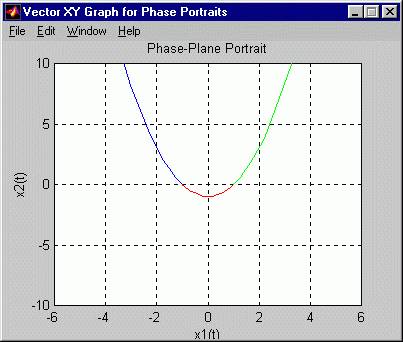 Vector XY Graph for Phase Portraits
File Edit Window Help
Phase-Plane Portrait
10
5
0
-5
-10
x2(t)
-6 -4 -2 0 2 4 6
x1(t)